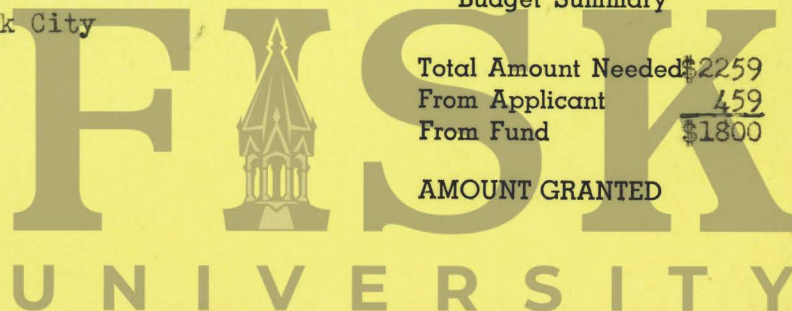 Budget Summary
k City
Total Amount Needed $2259
From Applicant 459
From Fund $1800
AMOUNT GRANTED
FISK
UNIVERSITY